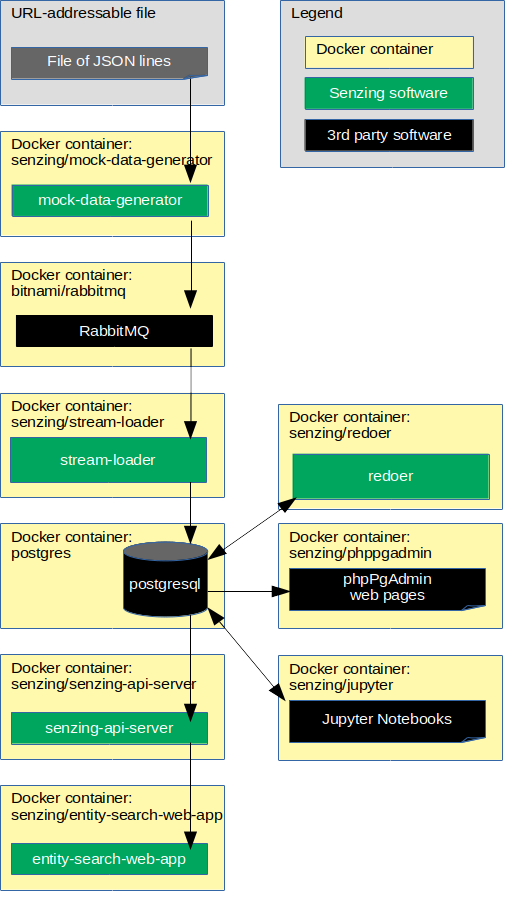 URL-addressable file
File of JSON lines
Legend
Docker container
Senzing software
3rd party software
Docker container:
senzing/mock-data-generator
mock-data-generator
Docker container:
bitnami/rabbitmq
RabbitMQ
Docker container:
senzing/stream-loader
stream-loader
Docker container:
senzing/redoer
redoer
Docker container:
postgres
postgresql
Docker container:
senzing/phppgadmin
phpPgAdmin
web pages
Docker container:
senzing/senzing-api-server
senzing-api-server
Docker container:
senzing/jupyter
Jupyter Notebooks
Docker container:
senzing/entity-search-web-app
entity-search-web-app